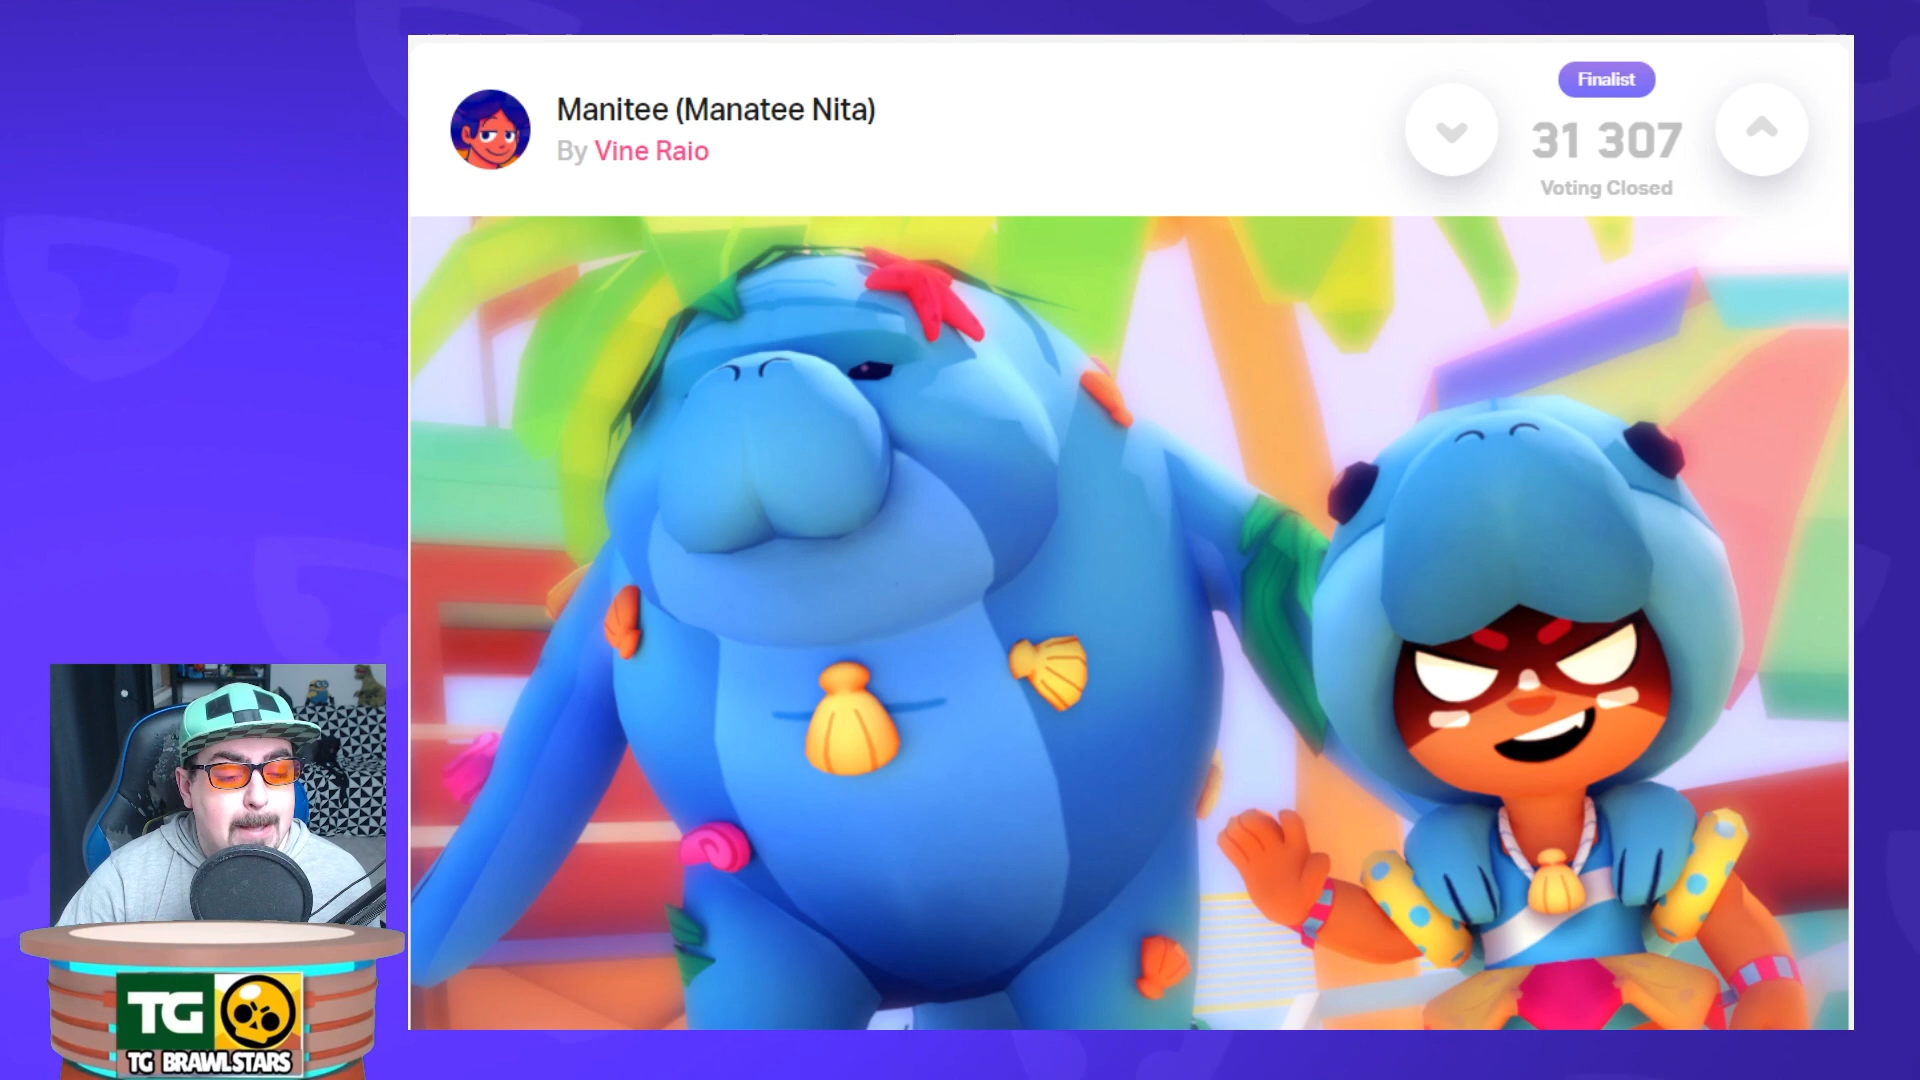 Manitee (Manatee Nita)
By Vine Raio
Finalist
31 307
Voting Closed
TG
TG BRAWLSTARS